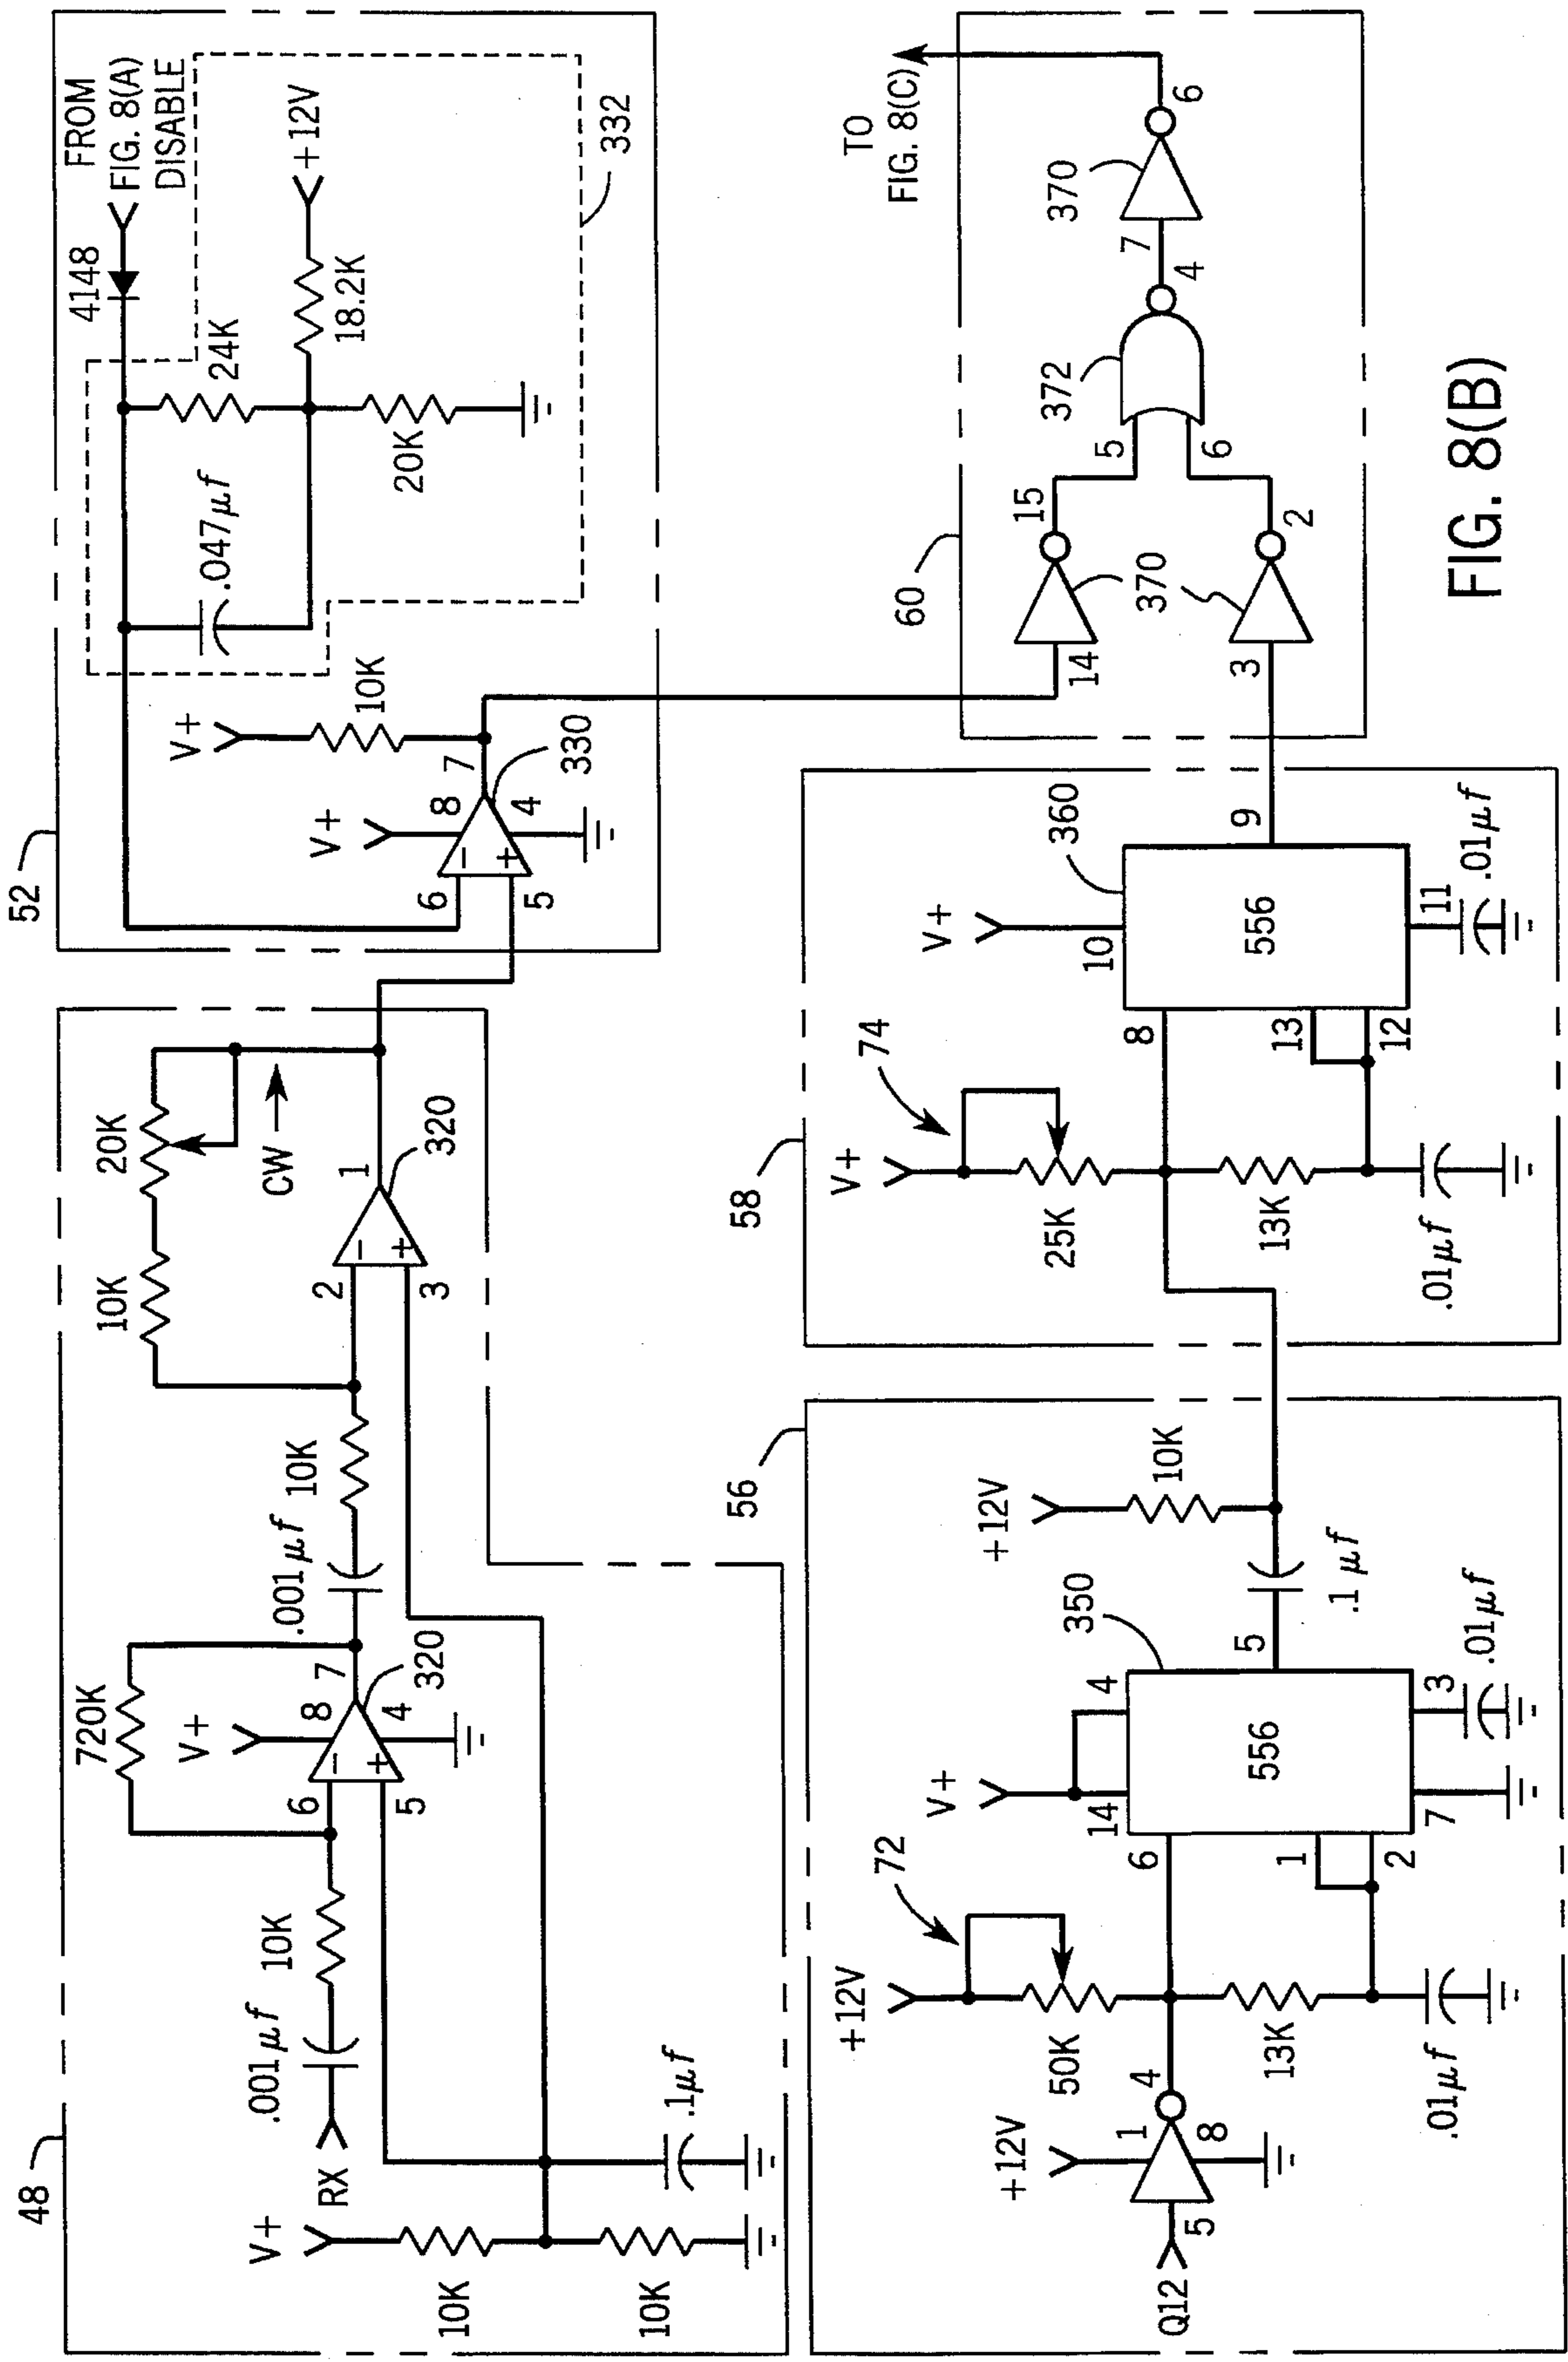 48
V+
10K
10K
RX
.001μf
10K
.1μf
720K
V+
6
5
8
4
7
320
.001μf
10K
10K
20K
CW
2
3
1
320
52
6
5
V+
8
4
7
330
V+
10K
.047μf
24K
20K
18.2K
+12V
4148
FROM
FIG. 8(A)
DISABLE
332
56
Q12
5
+12V
1
8
4
+12V
72
50K
13K
.01μf
6
1
2
V+
14
4
556
350
7
3
.01μf
5
.1μf
+12V
10K
58
V+
74
25K
13K
.01μf
8
13
12
V+
10
556
360
11
.01μf
9
60
14
15
3
2
370
5
6
372
4
7
370
6
TO
FIG. 8(C)
FIG. 8(B)